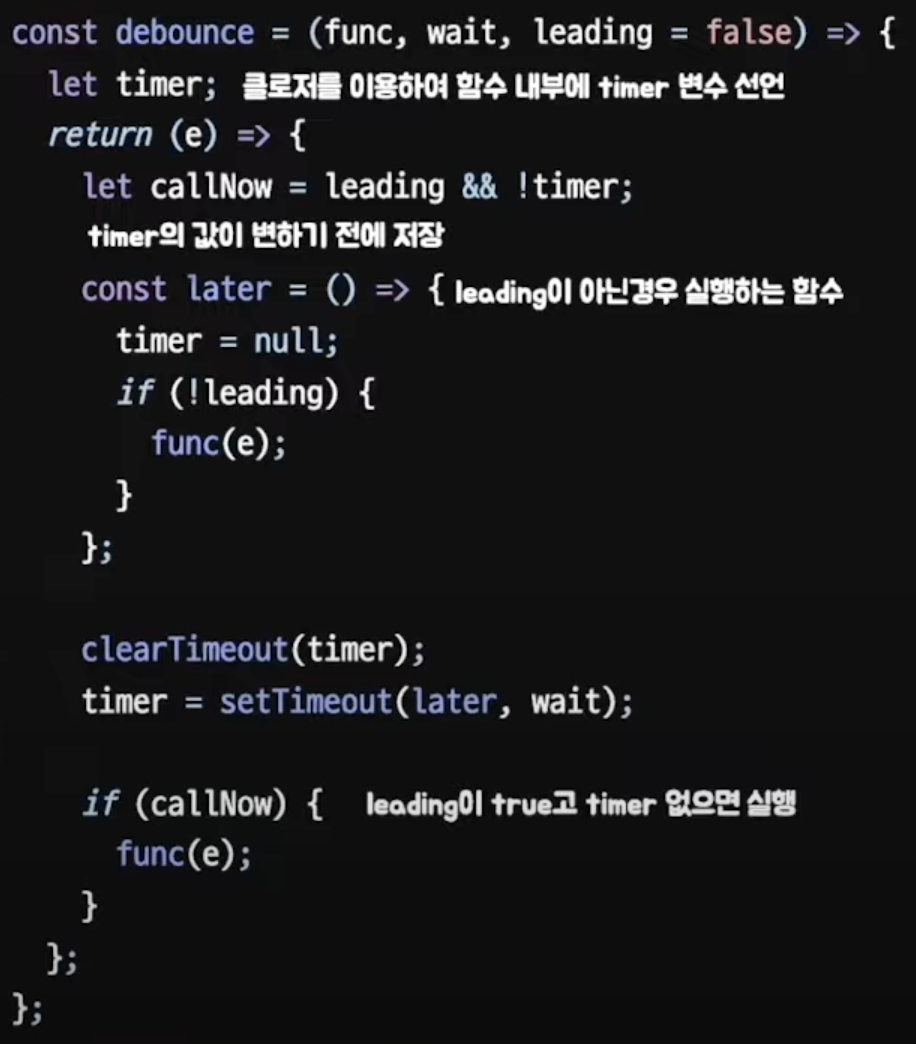 const debounce = (func, wait, leading = false) => {
let timer; 클로저를 이용하여 함수 내부에 timer 변수 선언
return (e) => {
let callNow = leading && !timer;
timer의 값이 변하기 전에 저장
const later = () => { leading이 아닌경우 실행하는 함수
timer = null;
if (!leading) {
func(e);
}
};
clearTimeout(timer);
timer = setTimeout(later, wait);
if (callNow) { leading이 true고 timer 없으면 실행
func(e);
}
};
};